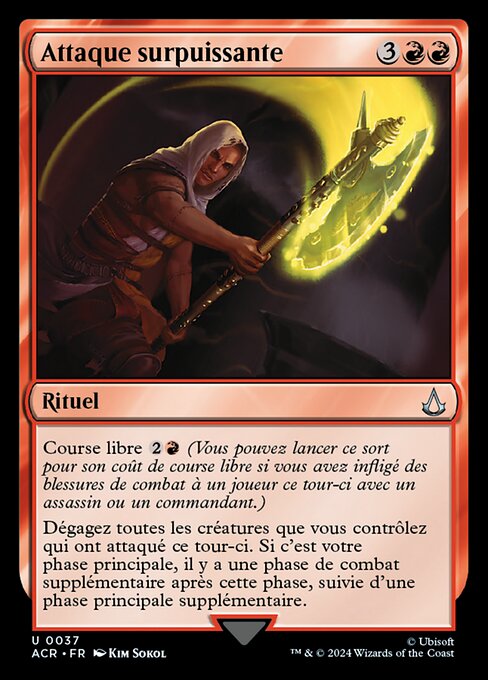 Attaque surpuissante 3
Rituel
Course libre 2 (Vous pouvez lancer ce sort
pour son coût de course libre si vous avez infligé des
blessures de combat à un joueur ce tour-ci avec un
assassin ou un commandant.)
Dégagez toutes les créatures que vous contrôlez
qui ont attaqué ce tour-ci. Si c'est votre
phase principale, il y a une phase de combat
supplémentaire après cette phase, suivie d'une
phase principale supplémentaire.
U 0037
ACR • FR Kim Sokol
© Ubisoft
™ & © 2024 Wizards of the Coast